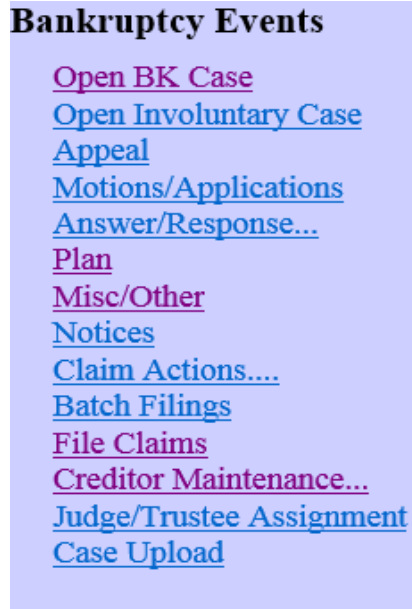 Bankruptcy Events
Open BK Case
Open Involuntary Case
Appeal
Motions/Applications
Answer/Response...
Plan
Misc/Other
Notices
Claim Actions....
Batch Filings
File Claims
Creditor Maintenance...
Judge/Trustee Assignment
Case Upload